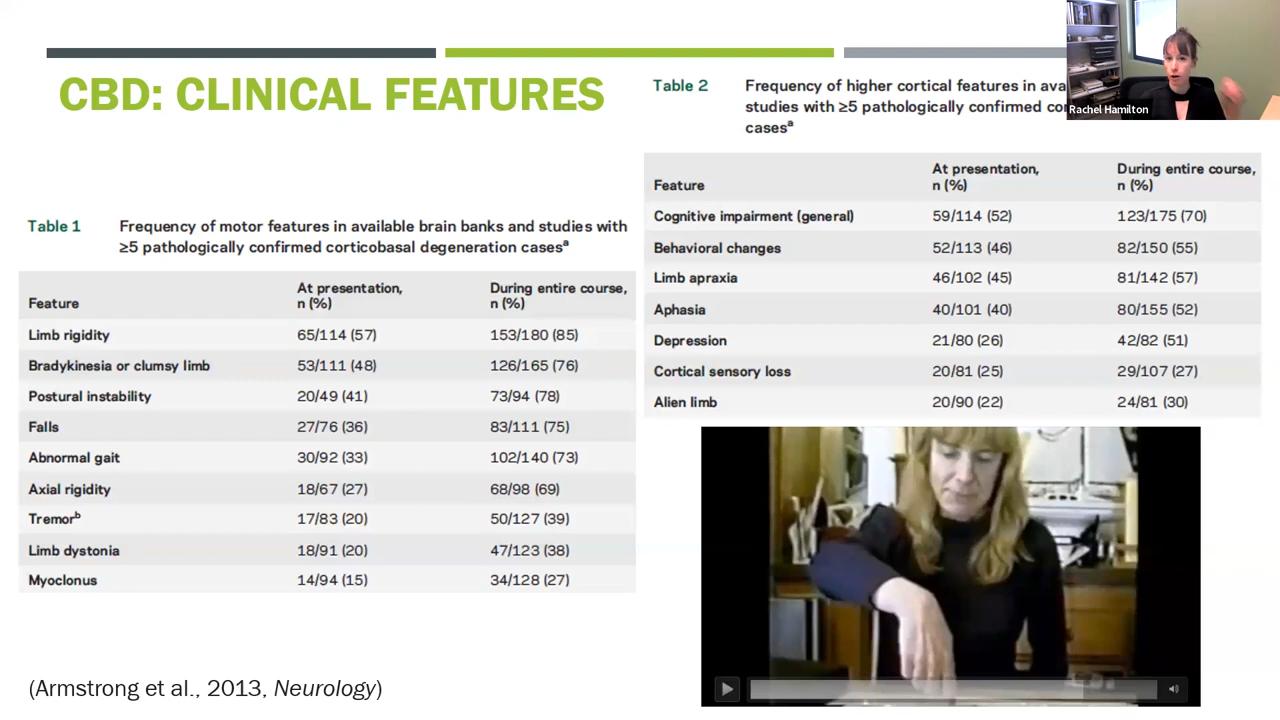 CBD: CLINICAL FEATURES
Table 1 Frequency of motor features in available brain banks and studies with
≥5 pathologically confirmed corticobasal degeneration casesª
Feature At presentation, n (%) During entire course, n (%)
Limb rigidity 65/114 (57) 153/180 (85)
Bradykinesia or clumsy limb 53/111 (48) 126/165 (76)
Postural instability 20/49 (41) 73/94 (78)
Falls 27/76 (36) 83/111 (75)
Abnormal gait 30/92 (33) 102/140 (73)
Axial rigidity 18/67 (27) 68/98 (69)
Tremorᵇ 17/83 (20) 50/127 (39)
Limb dystonia 18/91 (20) 47/123 (38)
Myoclonus 14/94 (15) 34/128 (27)
(Armstrong et al., 2013, Neurology)
Table 2 Frequency of higher cortical features in
studies with ≥5 pathologically
casesª
Feature At presentation, n (%) During entire course, n (%)
Cognitive impairment (general) 59/114 (52) 123/175 (70)
Behavioral changes 52/113 (46) 82/150 (55)
Limb apraxia 46/102 (45) 81/142 (57)
Aphasia 40/101 (40) 80/155 (52)
Depression 21/80 (26) 42/82 (51)
Cortical sensory loss 20/81 (25) 29/107 (27)
Alien limb 20/90 (22) 24/81 (30)
Rachel Hamilton